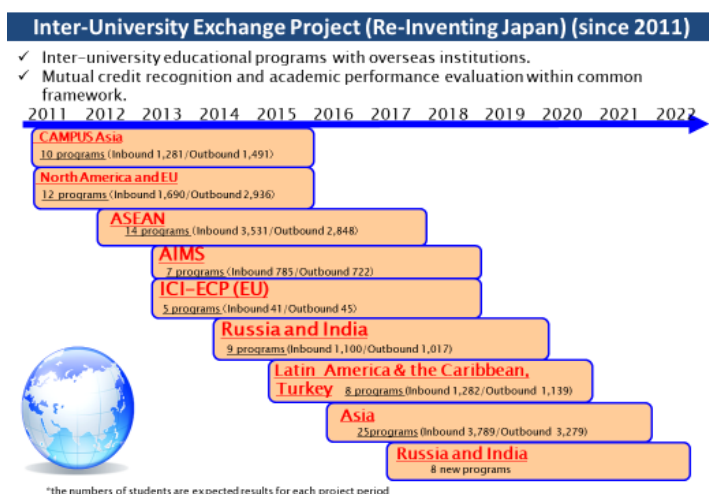 Inter-University Exchange Project (Re-Inventing Japan) (since 2011)
✓ Inter-university educational programs with overseas institutions.
✓ Mutual credit recognition and academic performance evaluation within common
framework.
2011 2012 2013 2014 2015 2016 2017 2018 2019 2020 2021 2022
CAMPUS Asia
10 programs (Inbound 1,281/Outbound 1,491)
North America and EU
12 programs (Inbound 1,690/Outbound 2,936)
ASEAN
14 programs (Inbound 3,531/Outbound 2,848)
AIMS
7 programs (Inbound 785/Outbound 722)
ICI-ECP (EU)
5 programs (Inbound 41/Outbound 45)
Russia and India
9 programs (Inbound 1,100/Outbound 1,017)
Latin America & the Caribbean,
Turkey 8 programs (Inbound 1,282/Outbound 1,139)
Asia
25programs (Inbound 3,789/Outbound 3,279)
Russia and India
8 new programs
*the numbers of students are expected results for each project period